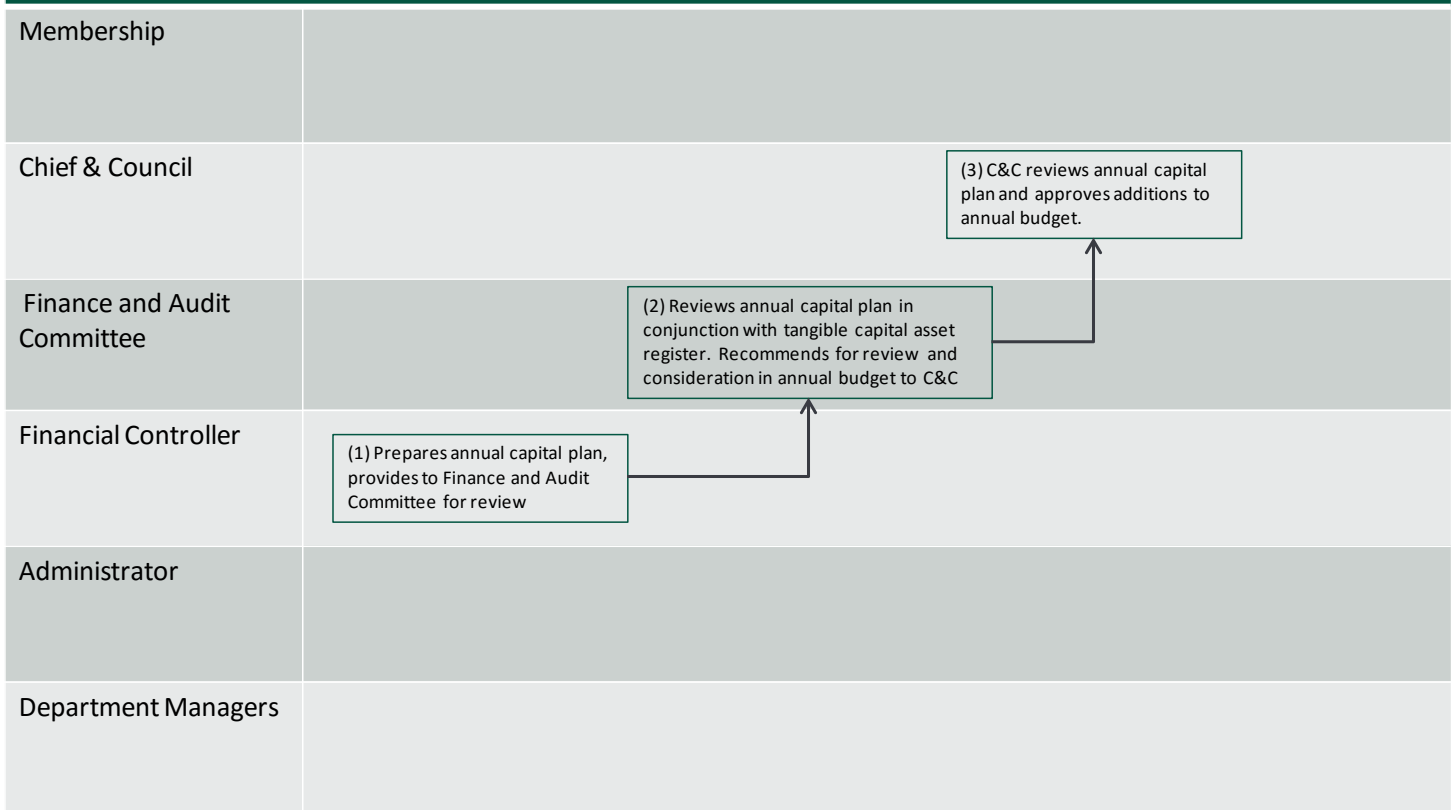 Membership
Chief & Council
(3) C&C reviews annual capital
plan and approves additions to
annual budget.
Finance and Audit
Committee
(2) Reviews annual capital plan in
conjunction with tangible capital asset
register. Recommends for review and
consideration in annual budget to C&C
Financial Controller
(1) Prepares annual capital plan,
provides to Finance and Audit
Committee for review
Administrator
Department Managers